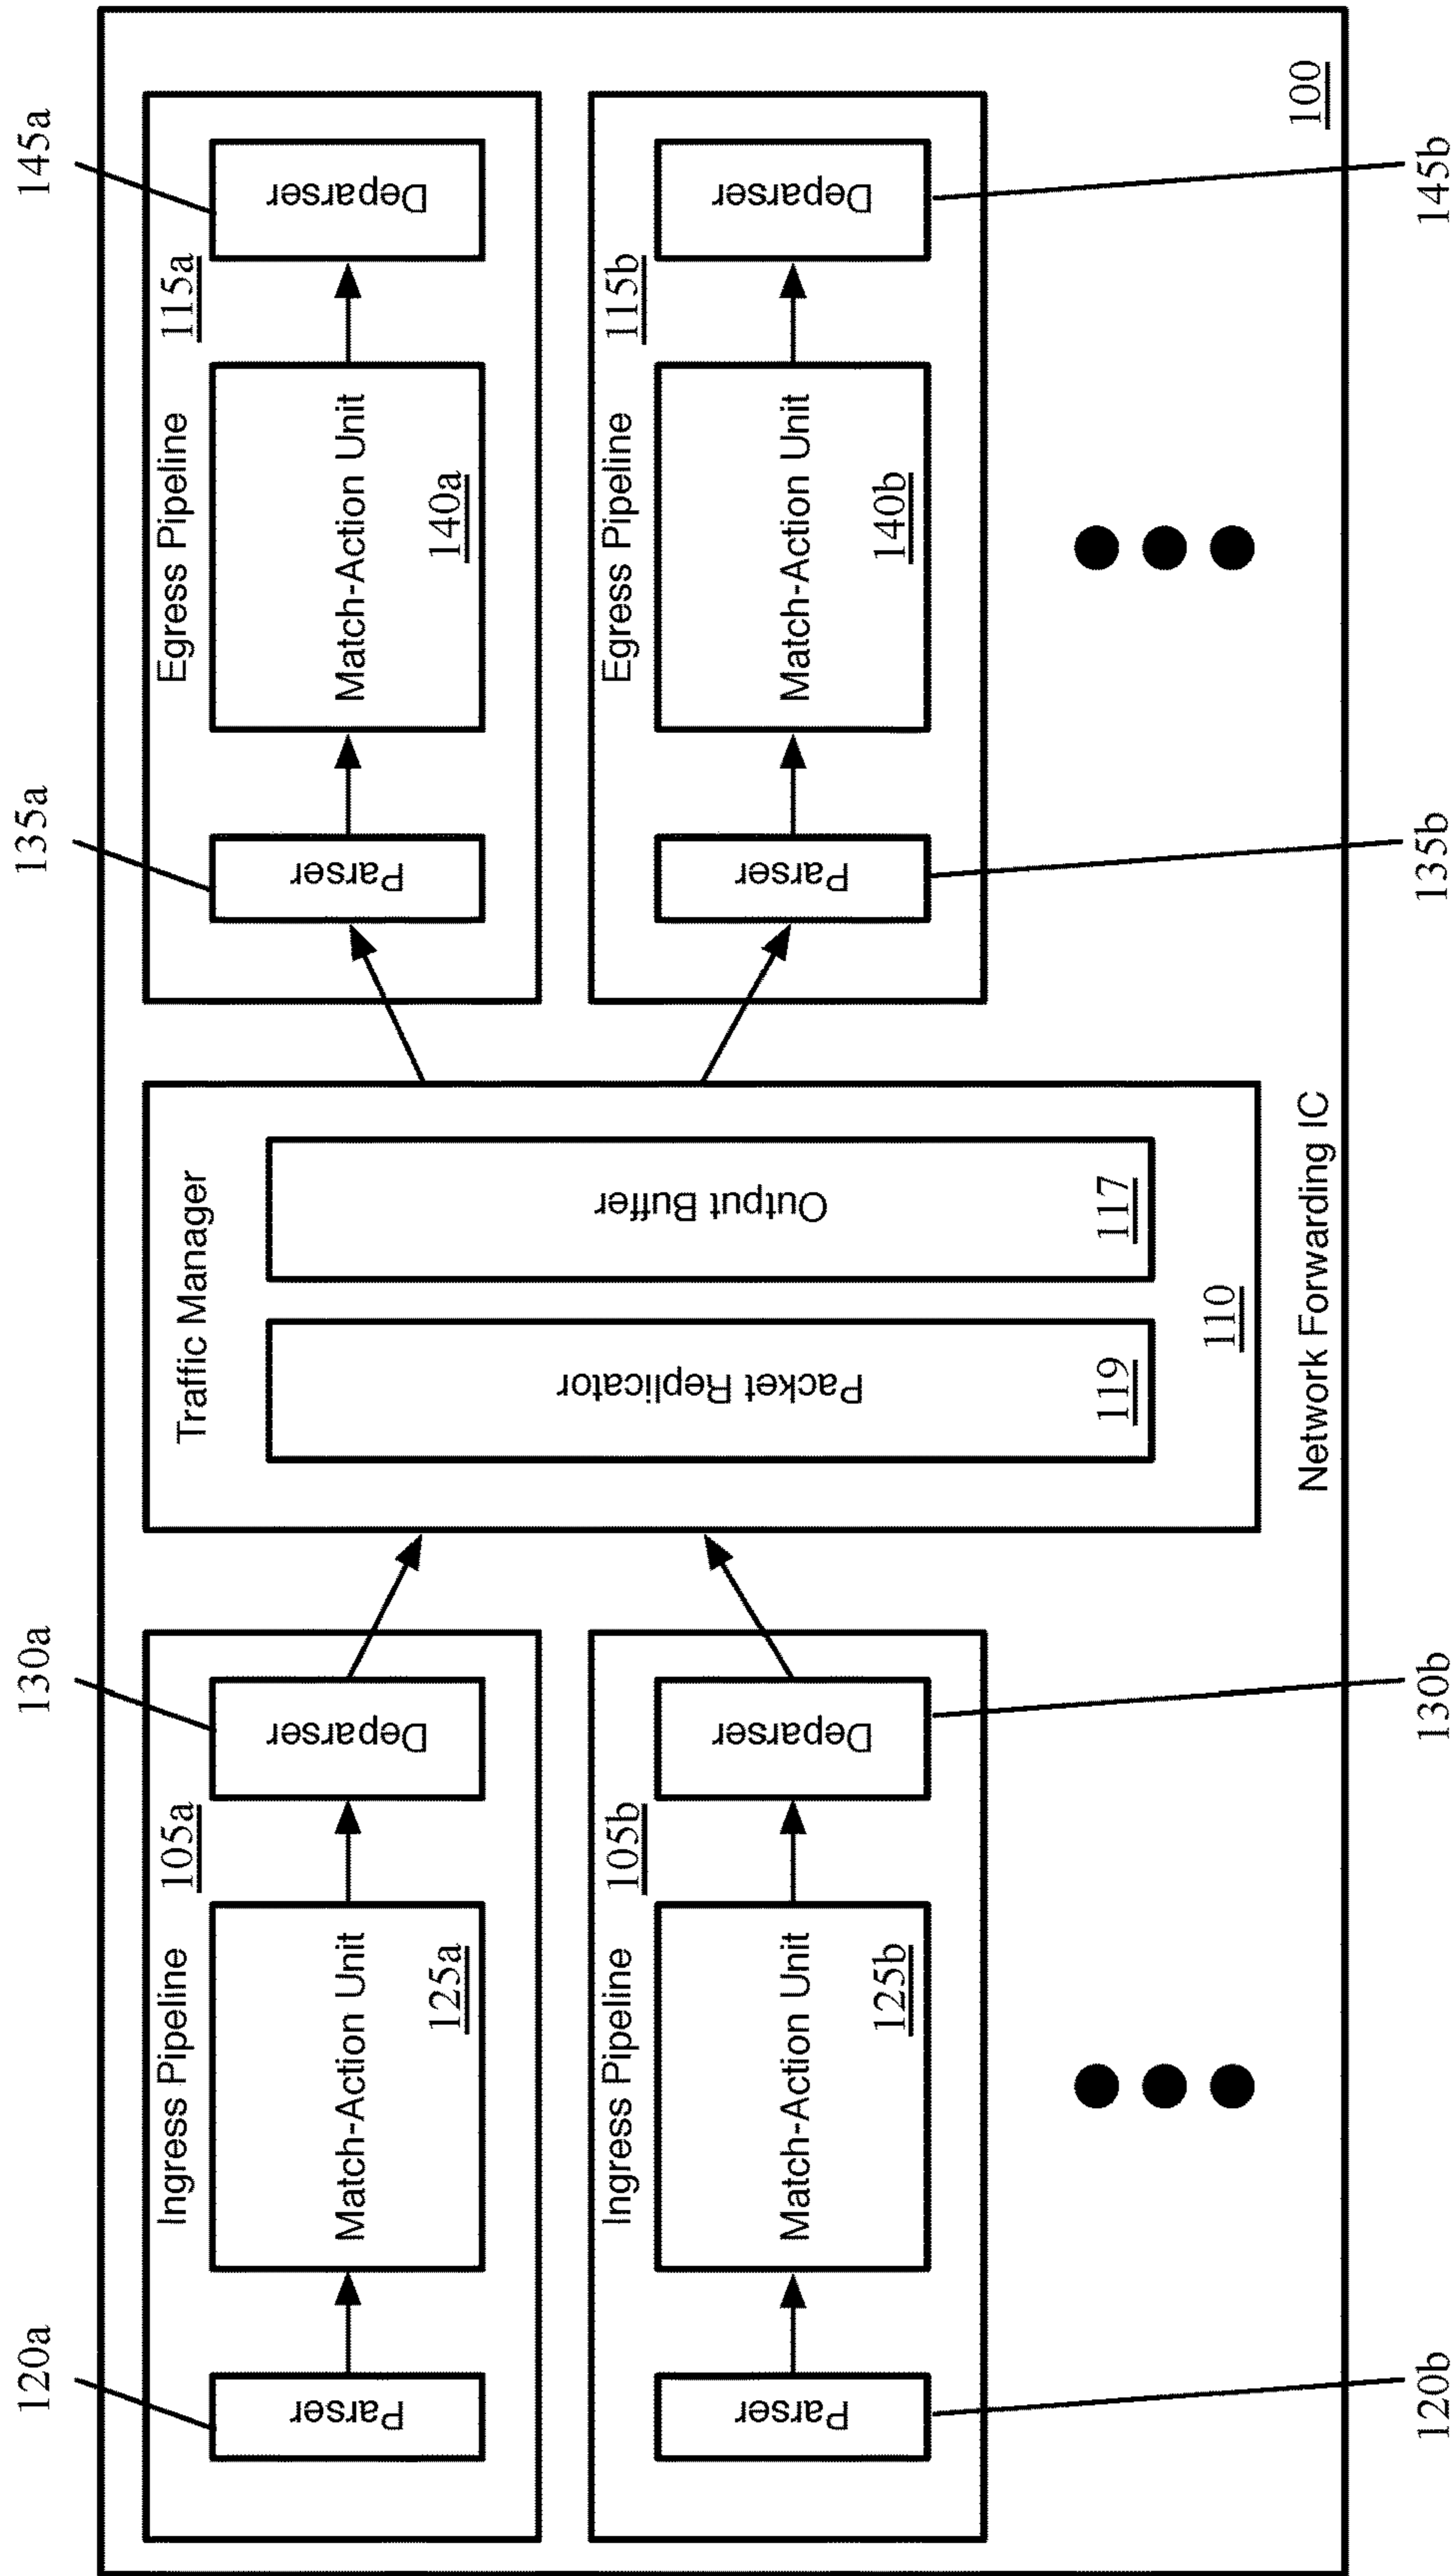 120a
130a
135a
145a
Ingress Pipeline
105a
Parser
Match-Action Unit
125a
Deparser
Ingress Pipeline
105b
Parser
Match-Action Unit
125b
Deparser
Traffic Manager
Packet Replicator
119
Output Buffer
117
110
Egress Pipeline
115a
Parser
Match-Action Unit
140a
Deparser
Egress Pipeline
115b
Parser
Match-Action Unit
140b
Deparser
Network Forwarding IC
100
120b
130b
135b
145b